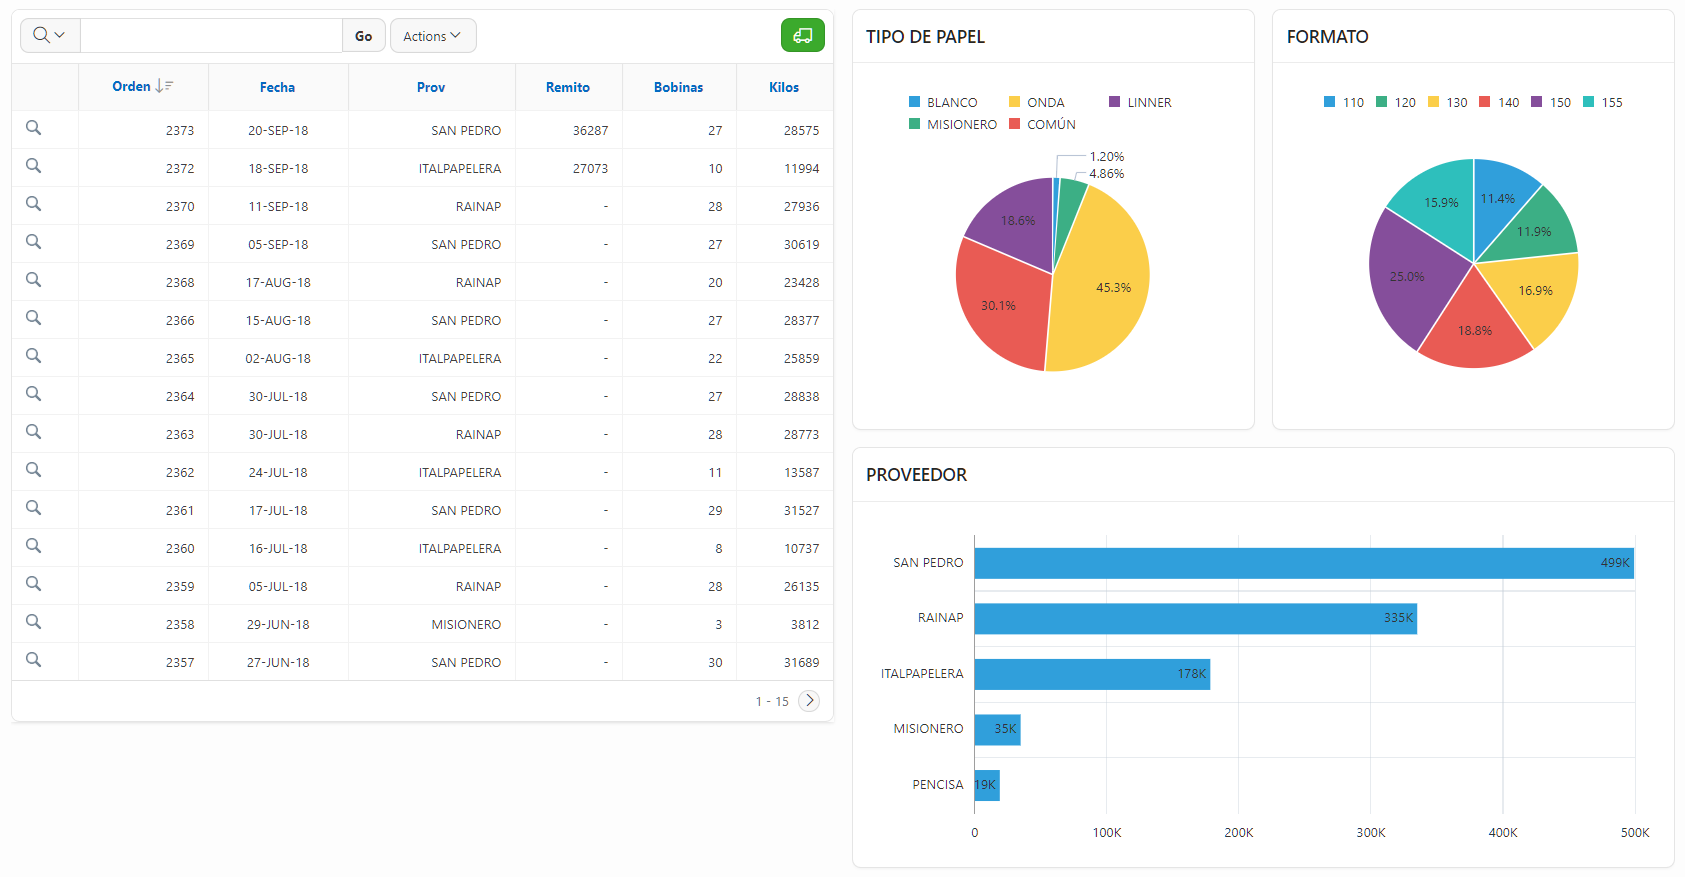 Go
Actions
Orden Fecha Prov Remito Bobinas Kilos
2373 20-SEP-18 SAN PEDRO 36287 27 28575
2372 18-SEP-18 ITALPAPELERA 27073 10 11994
2370 11-SEP-18 RAINAP - 28 27936
2369 05-SEP-18 SAN PEDRO - 27 30619
2368 17-AUG-18 RAINAP - 20 23428
2366 15-AUG-18 SAN PEDRO - 27 28377
2365 02-AUG-18 ITALPAPELERA - 22 25859
2364 30-JUL-18 SAN PEDRO - 27 28838
2363 30-JUL-18 RAINAP - 28 28773
2362 24-JUL-18 ITALPAPELERA - 11 13587
2361 17-JUL-18 SAN PEDRO - 29 31527
2360 16-JUL-18 ITALPAPELERA - 8 10737
2359 05-JUL-18 RAINAP - 28 26135
2358 29-JUN-18 MISIONERO - 3 3812
2357 27-JUN-18 SAN PEDRO - 30 31689
1 - 15
TIPO DE PAPEL
BLANCO ONDA LINNER
MISIONERO COMÚN
1.20%
4.86%
18.6%
45.3%
30.1%
FORMATO
110 120 130 140 150 155
15.9% 11.4%
11.9%
25.0%
16.9%
18.8%
PROVEEDOR
SAN PEDRO 499K
RAINAP 335K
ITALPAPELERA 178K
MISIONERO 35K
PENCISA 19K
0 100K 200K 300K 400K 500K